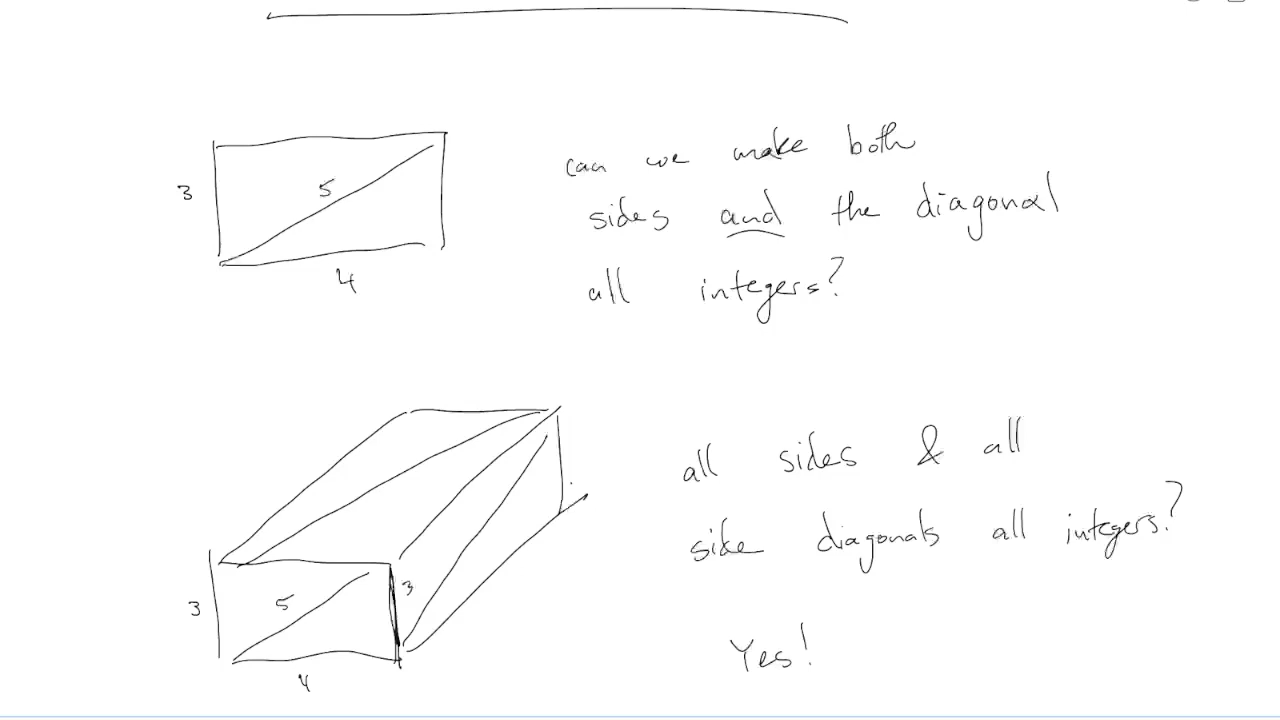 can we make both
3 5 sides and the diagonal
4 all integers?
all sides & all
side diagonals all integers?
3 5 3
4 Yes!